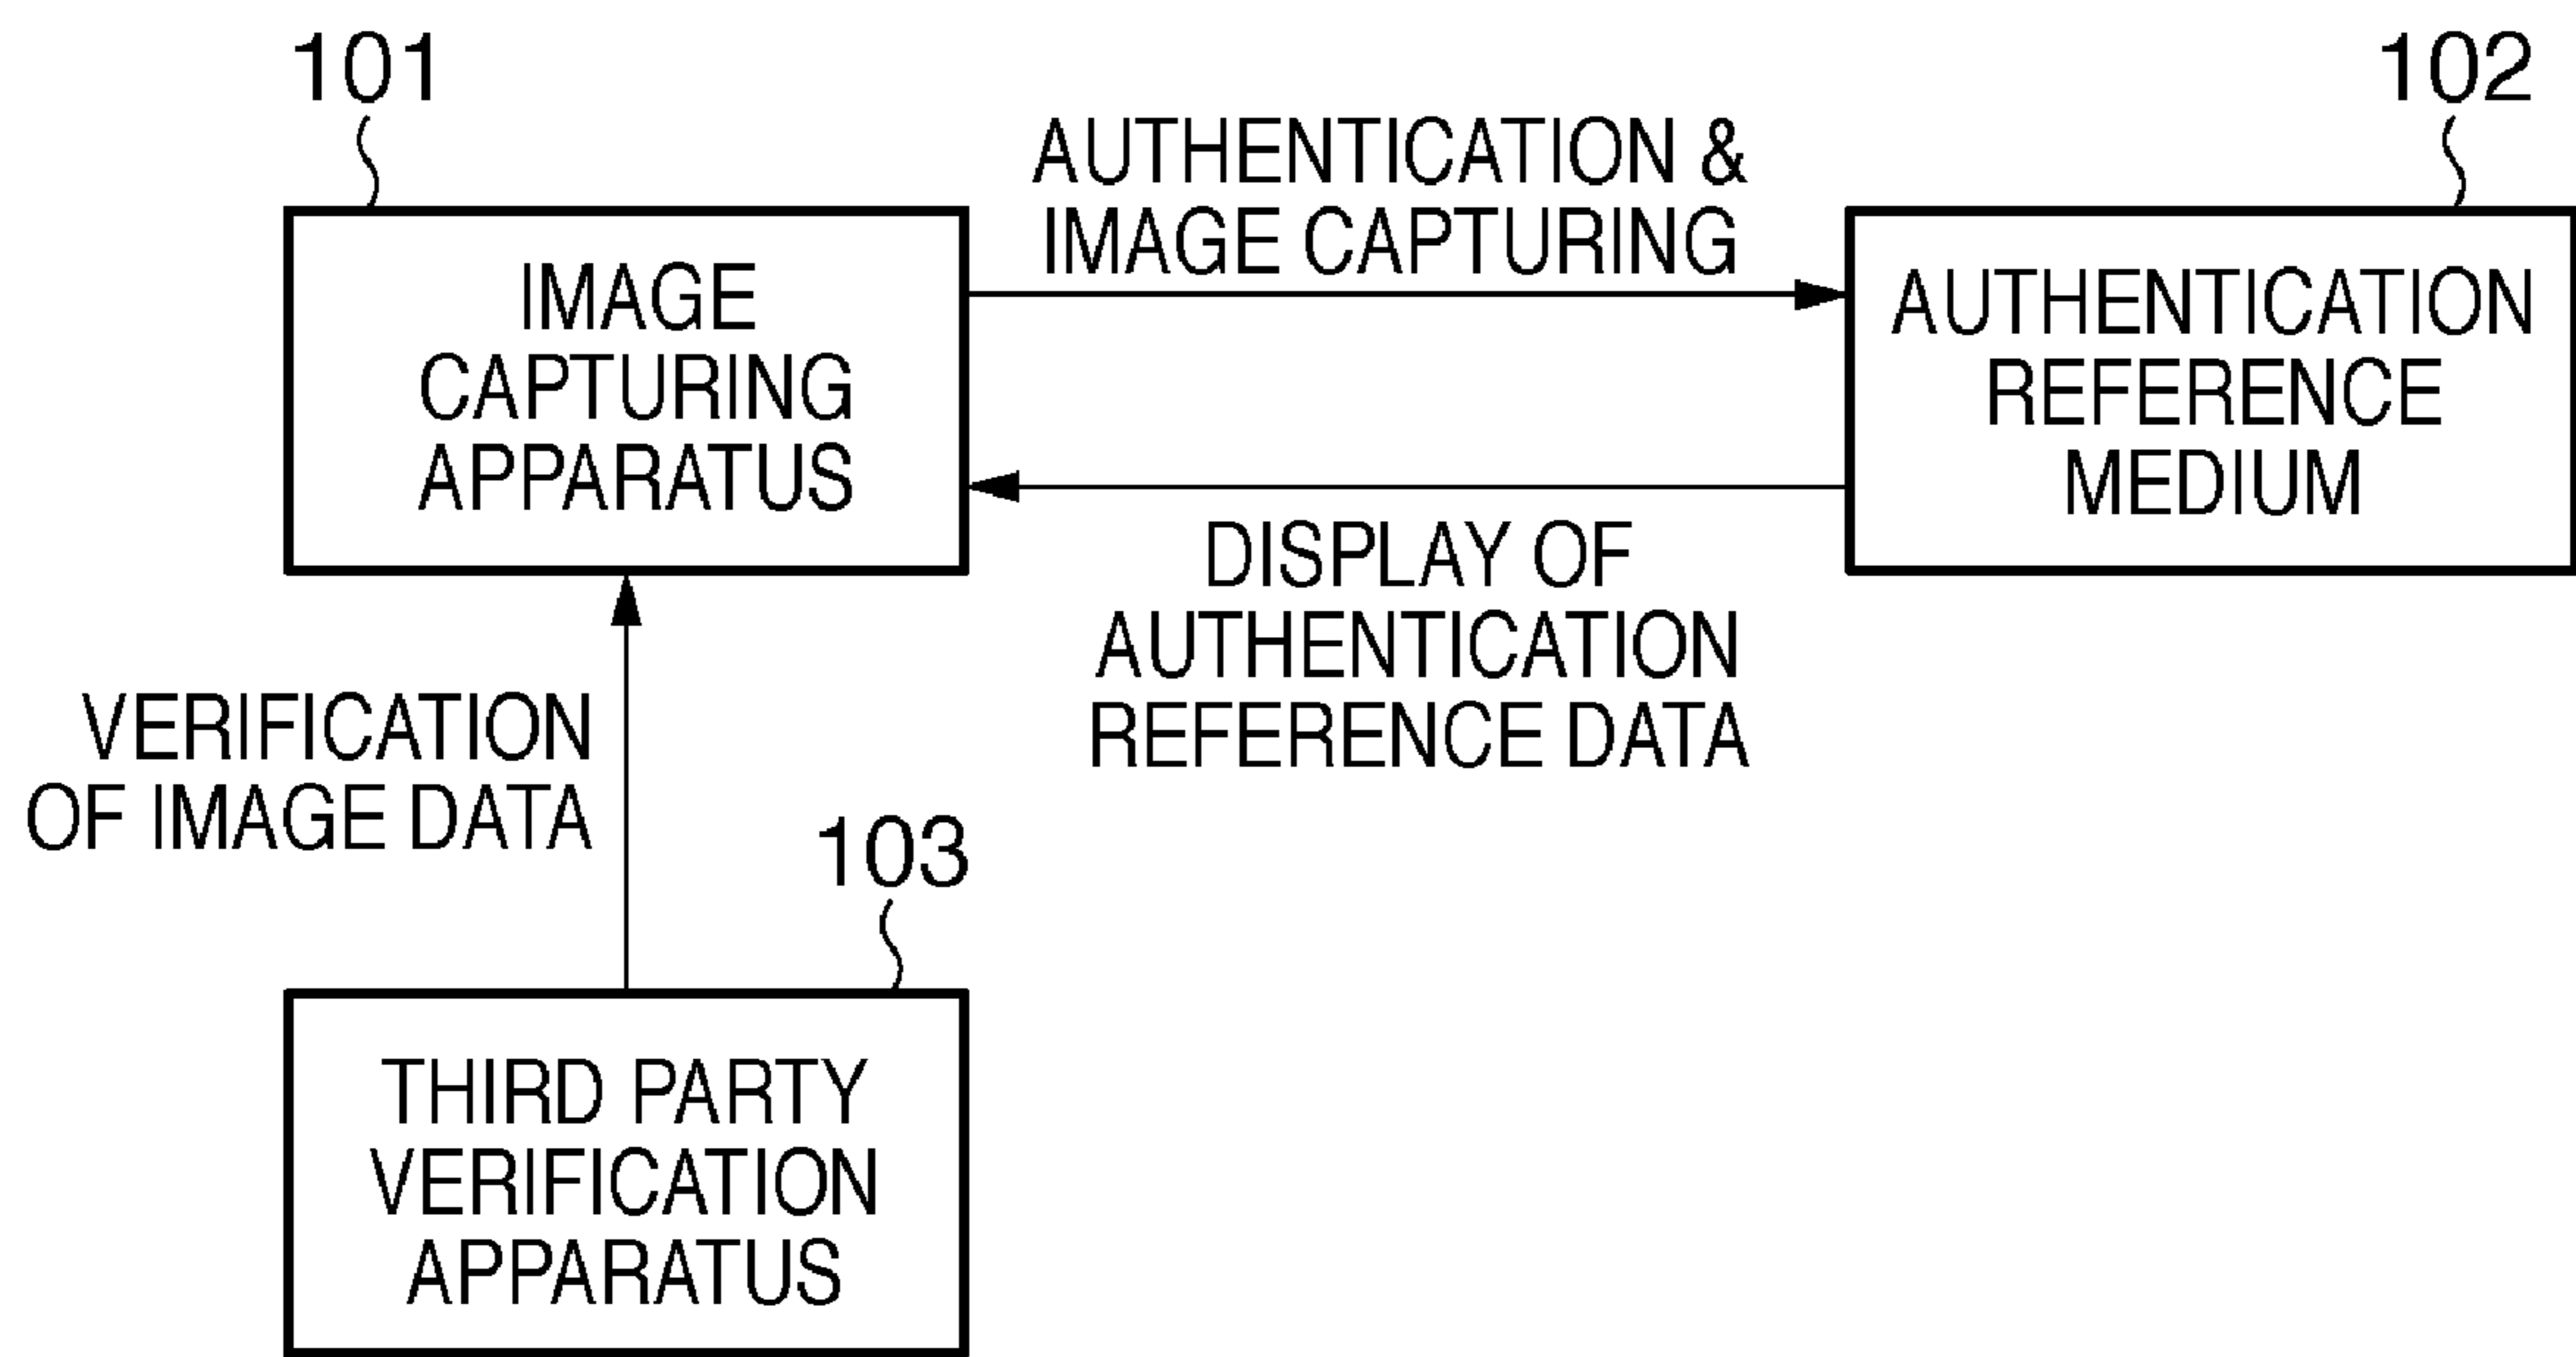 101
102
AUTHENTICATION &
IMAGE CAPTURING
IMAGE
CAPTURING
APPARATUS
AUTHENTICATION
REFERENCE
MEDIUM
DISPLAY OF
AUTHENTICATION
REFERENCE DATA
VERIFICATION
OF IMAGE DATA
103
THIRD PARTY
VERIFICATION
APPARATUS